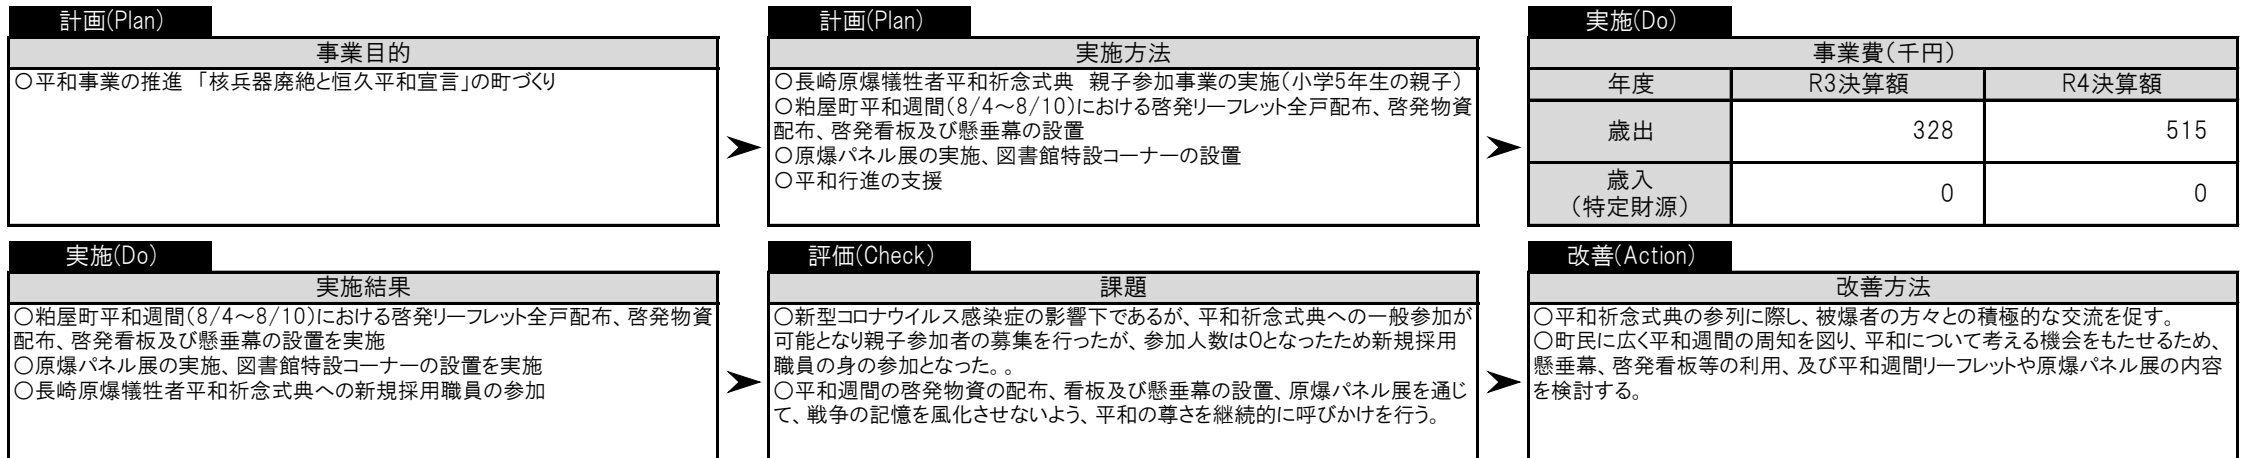 計画(Plan)
事業目的
〇平和事業の推進　「核兵器廃絶と恒久平和宣言」の町づくり
計画(Plan)
実施方法
〇長崎原爆犠牲者平和祈念式典　親子参加事業の実施(小学5年生の親子)
〇粕屋町平和週間(8/4～8/10)における啓発リーフレット全戸配布、啓発物資
配布、啓発看板及び懸垂幕の設置
〇原爆パネル展の実施、図書館特設コーナーの設置
〇平和行進の支援
実施(Do)
事業費(千円)
年度 R3決算額 R4決算額
歳出 328 515
歳入
(特定財源) 0 0
実施(Do)
実施結果
〇粕屋町平和週間(8/4～8/10)における啓発リーフレット全戸配布、啓発物資
配布、啓発看板及び懸垂幕の設置を実施
〇原爆パネル展の実施、図書館特設コーナーの設置を実施
〇長崎原爆犠牲者平和祈念式典への新規採用職員の参加
評価(Check)
課題
〇新型コロナウイルス感染症の影響下であるが、平和祈念式典への一般参加が
可能となり親子参加者の募集を行ったが、参加人数は0となったため新規採用
職員の身の参加となった。。
〇平和週間の啓発物資の配布、看板及び懸垂幕の設置、原爆パネル展を通じ
て、戦争の記憶を風化させないよう、平和の尊さを継続的に呼びかけを行う。
改善(Action)
改善方法
〇平和祈念式典の参列に際し、被爆者の方々との積極的な交流を促す。
〇町民に広く平和週間の周知を図り、平和について考える機会をもたせるため、
懸垂幕、啓発看板等の利用、及び平和週間リーフレットや原爆パネル展の内容
を検討する。